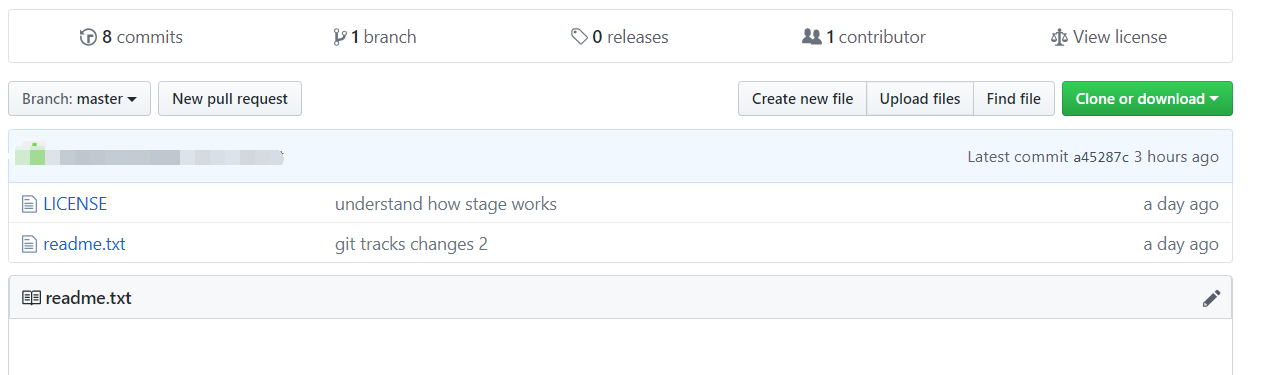 8 commits 1 branch 0 releases 1 contributor View license
Branch: master New pull request Create new file Upload files Find file Clone or download
Latest commit a45287c 3 hours ago
LICENSE understand how stage works a day ago
readme.txt git tracks changes 2 a day ago
readme.txt